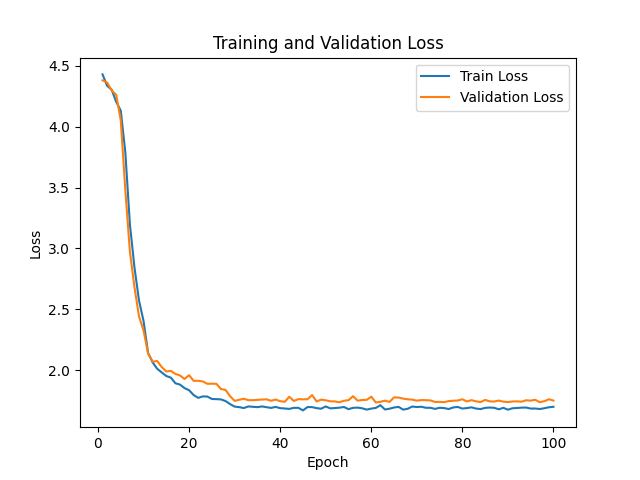 Training and Validation Loss
Train Loss
Validation Loss
4.5
4.0
3.5
3.0
2.5
2.0
Loss
0 20 40 60 80 100
Epoch